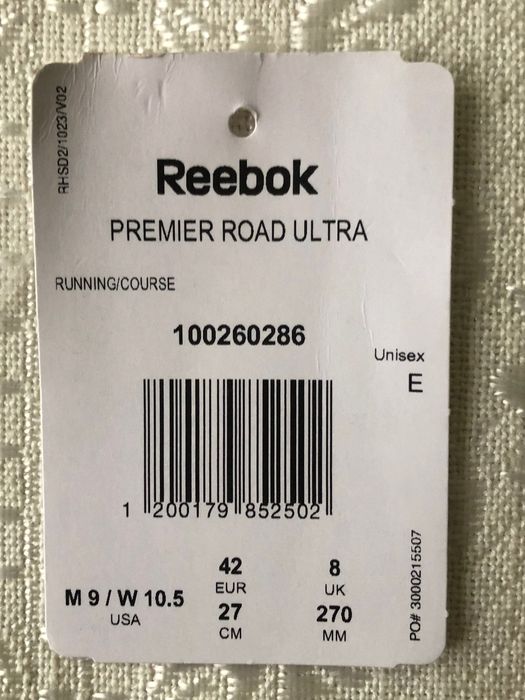 RHSD2/1023/V02
Reebok
PREMIER ROAD ULTRA
RUNNING/COURSE
100260286
Unisex
E
1 200179 852502
42 8
EUR UK
M 9 / W 10.5 27 270
USA CM MM
PO# 3000215507